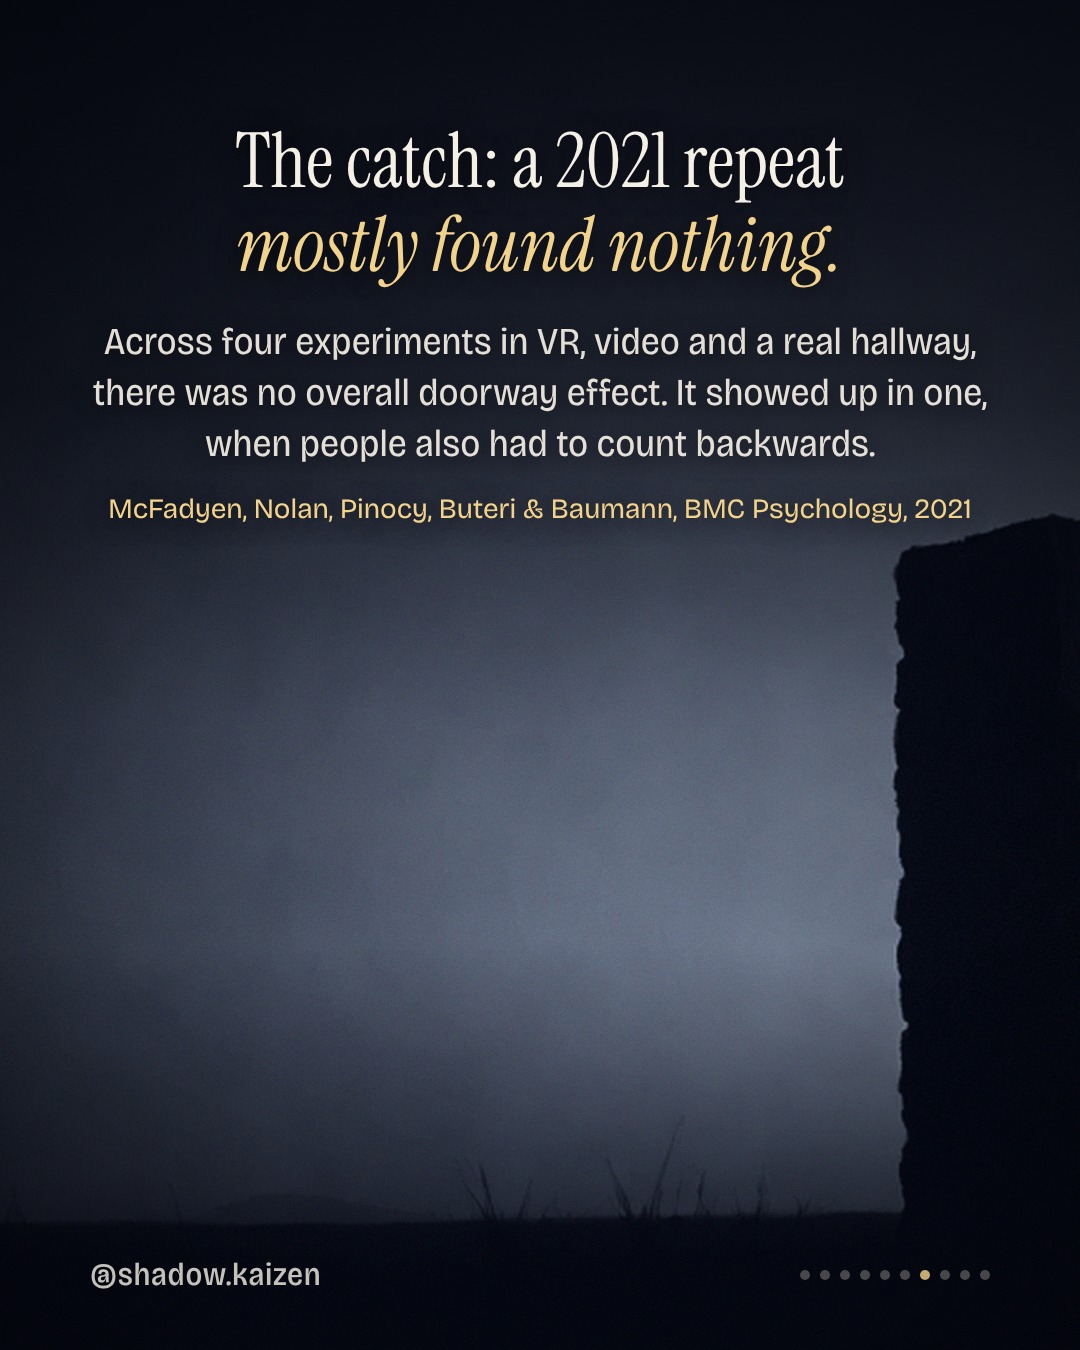 The catch: a 2021 repeat
mostly found nothing.
Across four experiments in VR, video and a real hallway,
there was no overall doorway effect. It showed up in one,
when people also had to count backwards.
McFadyen, Nolan, Pinocy, Buteri & Baumann, BMC Psychology, 2021
@shadow.kaizen